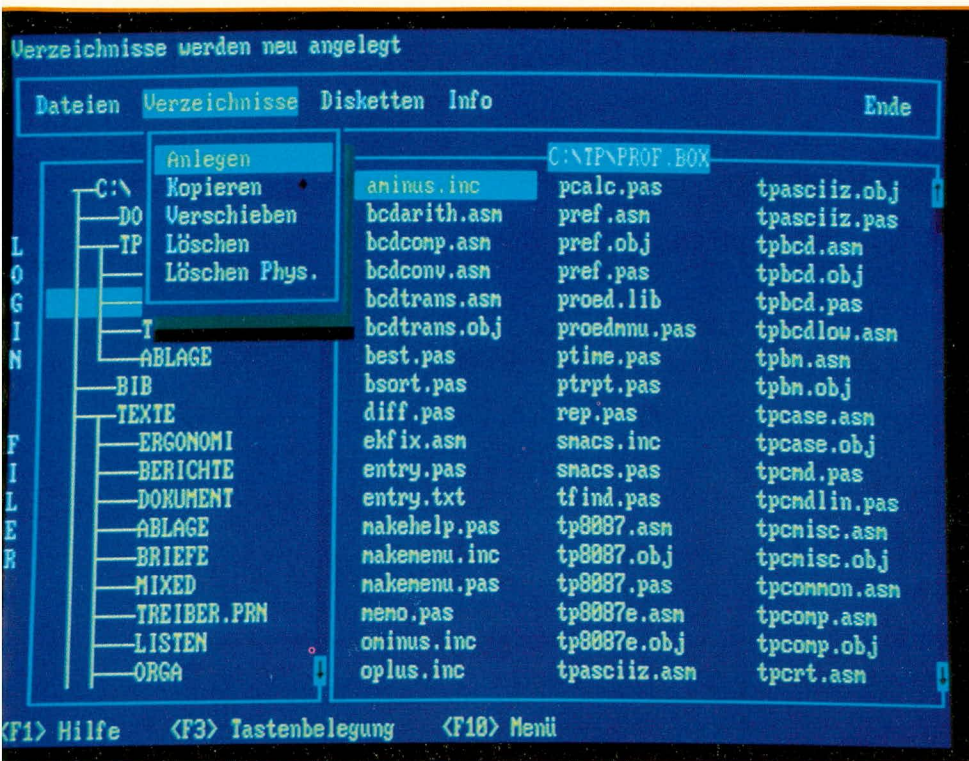 Verzeichnisse werden neu angelegt
Dateien Verzeichnisse Disketten Info Ende
Anlegen
Kopieren
Verschieben
Löschen
Löschen Phys.
LOGIN
FILER
C:\
DO
TP
T
ABLAGE
BIB
TEXTE
ERGONOMI
BERICHTE
DOKUMENT
ABLAGE
BRIEFE
MIXED
TREIBER.PRN
LISTEN
ORGA
C:\TP\PROF.BOX
aminus.inc pcalc.pas tpasciiz.obj
bcdarith.asm pref.asm tpasciiz.pas
bcdcomp.asm pref.obj tpbcd.asm
bcdconv.asm pref.pas tpbcd.obj
bcdtrans.asm proed.lib tpbcd.pas
bcdtrans.obj proedmnu.pas tpbcdlow.asm
best.pas ptime.pas tpbm.asm
bsort.pas ptrpt.pas tpbm.obj
diff.pas rep.pas tpcase.asm
ekfix.asm smacs.inc tpcase.obj
entry.pas smacs.pas tpcmd.pas
entry.txt tfind.pas tpcmdlin.pas
makehelp.pas tp8087.asm tpcmisc.asm
makemenu.inc tp8087.obj tpcmisc.obj
makemenu.pas tp8087.pas tpcommon.asm
memo.pas tp8087e.asm tpcomp.asm
ominus.inc tp8087e.obj tpcomp.obj
oplus.inc tpasciiz.asm tpcrt.asm
<F1> Hilfe <F3> Tastenbelegung <F10> Menü